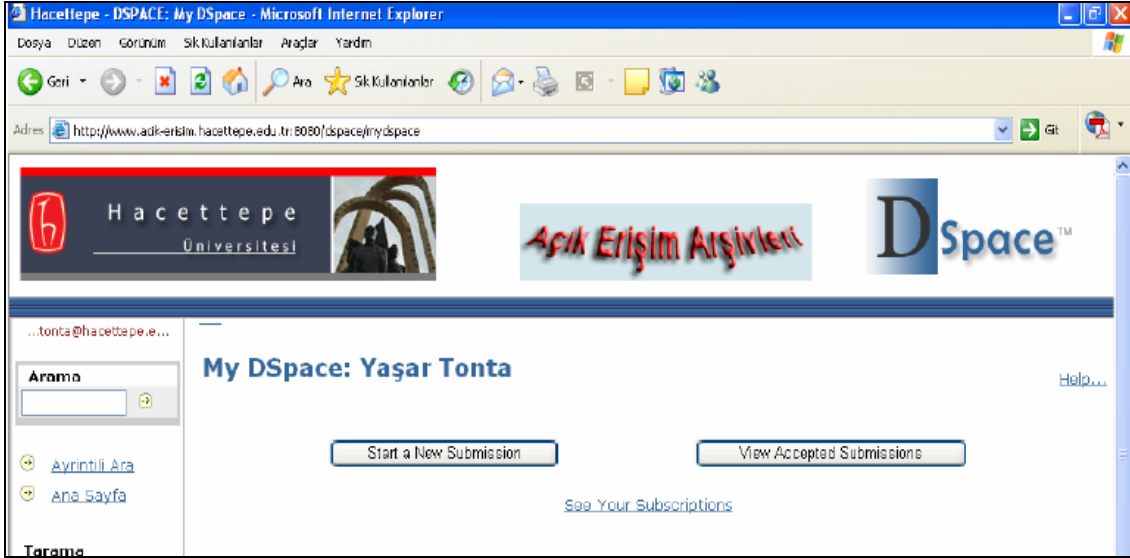 Hacettepe - DSPACE: My DSpace - Microsoft Internet Explorer
Dosya Düzen Görünüm Sık Kullanılanlar Araçlar Yardım
Geri Ara Sık Kullanılanlar
Adres http://www.acik-erisim.hacettepe.edu.tr:8080/dspace/mydspace Git
Hacettepe
Üniversitesi
Açık Erişim Arşivleri
DSpace™
...tonta@hacettepe.e...
My DSpace: Yaşar Tonta
Help...
Arama
Start a New Submission View Accepted Submissions
Ayrıntılı Ara
Ana Sayfa
See Your Subscriptions
Tarama